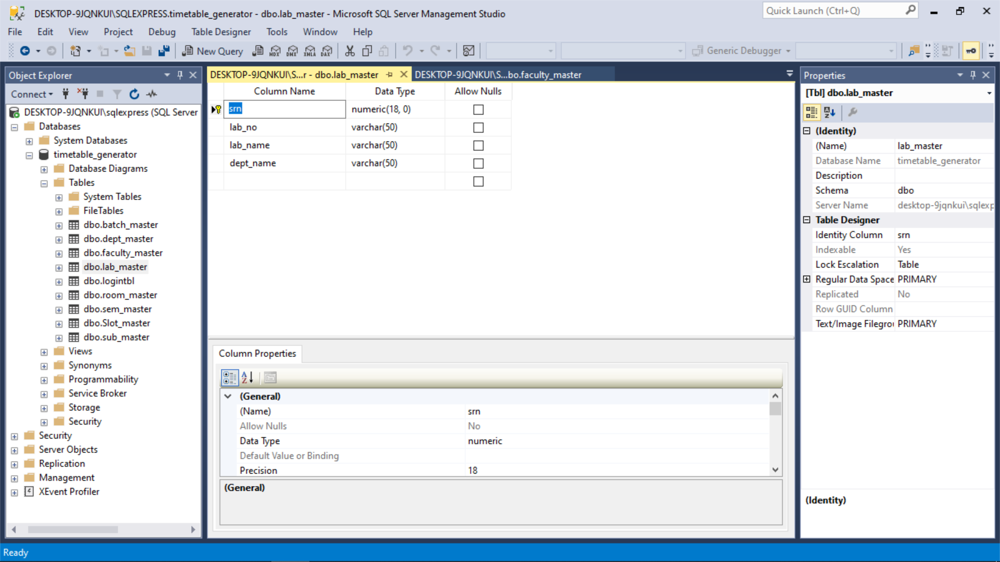 DESKTOP-9JQNKUI\SQLEXPRESS.timetable_generator - dbo.lab_master - Microsoft SQL Server Management Studio
Quick Launch (Ctrl+Q)
File Edit View Project Debug Table Designer Tools Window Help
New Query MDX DMX XMLA DAX Generic Debugger
Object Explorer
Connect
DESKTOP-9JQNKUI\sqlexpress (SQL Server
Databases
System Databases
timetable_generator
Database Diagrams
Tables
System Tables
FileTables
dbo.batch_master
dbo.dept_master
dbo.faculty_master
dbo.lab_master
dbo.logintbl
dbo.room_master
dbo.sem_master
dbo.Slot_master
dbo.sub_master
Views
Synonyms
Programmability
Service Broker
Storage
Security
Security
Server Objects
Replication
Management
XEvent Profiler
DESKTOP-9JQNKUI\S...r - dbo.lab_master
DESKTOP-9JQNKUI\S...bo.faculty_master
Column Name Data Type Allow Nulls
srn numeric(18, 0)
lab_no varchar(50)
lab_name varchar(50)
dept_name varchar(50)
Column Properties
(General)
(Name) srn
Allow Nulls No
Data Type numeric
Default Value or Binding
Precision 18
(General)
Properties
[Tbl] dbo.lab_master
(Identity)
(Name) lab_master
Database Name timetable_generator
Description
Schema dbo
Server Name desktop-9jqnkui\sqlexp
Table Designer
Identity Column srn
Indexable Yes
Lock Escalation Table
Regular Data Space PRIMARY
Replicated No
Row GUID Column
Text/Image Filegrou PRIMARY
(Identity)
Ready